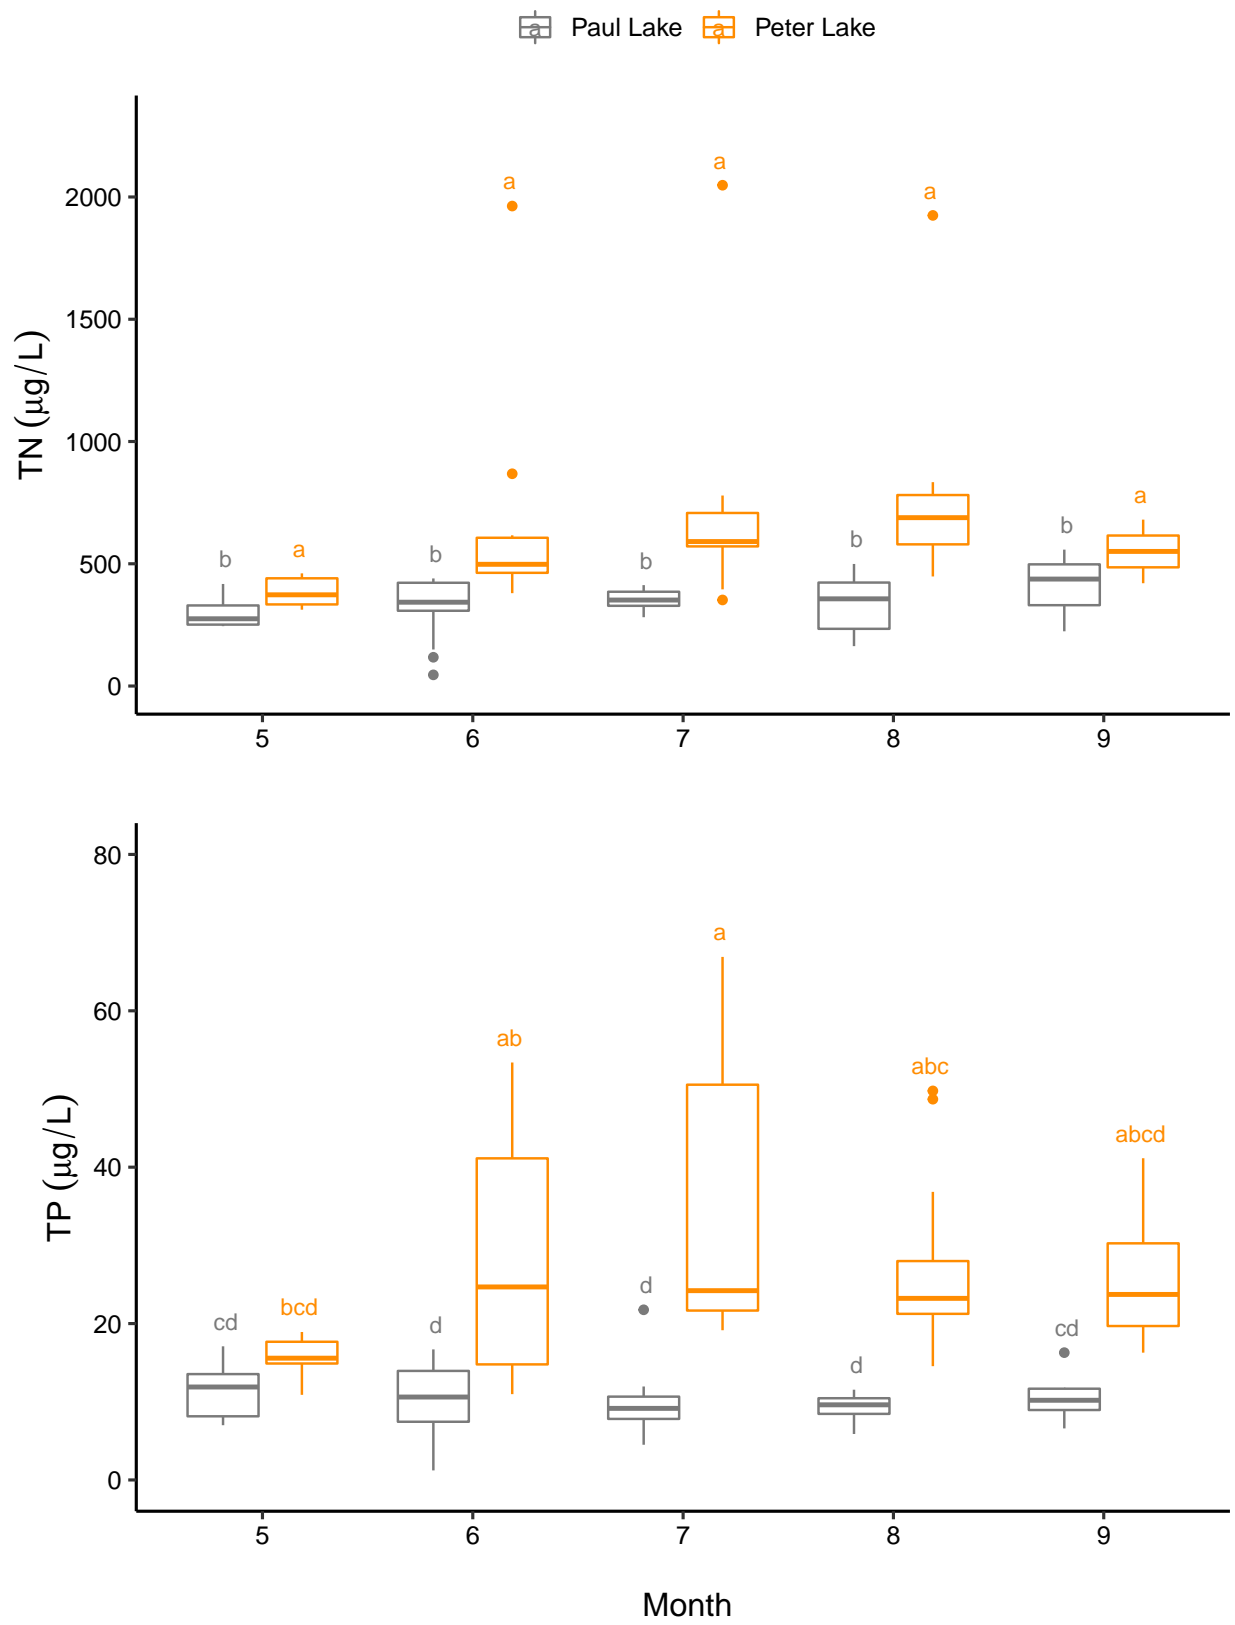 a Paul Lake a Peter Lake
a
a
a
2000
1500
TN (µg/L)
1000
b
a
b
b
b
b
a
500
0
5 6 7 8 9
80
a
60
ab
abc
abcd
TP (µg/L)
40
d
cd
bcd
d
d
cd
20
0
5 6 7 8 9
Month